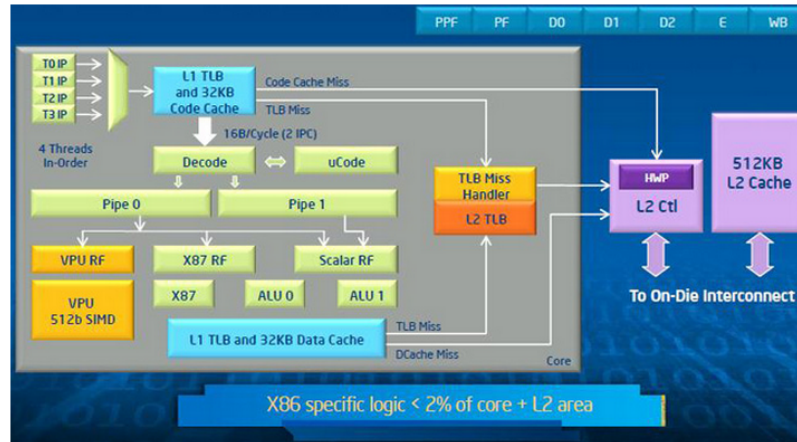 PPF PF D0 D1 D2 E WB
T0 IP
T1 IP
T2 IP
T3 IP
4 Threads
In-Order
L1 TLB
and 32KB
Code Cache
Code Cache Miss
TLB Miss
16B/Cycle (2 IPC)
Decode
uCode
Pipe 0
Pipe 1
VPU RF
X87 RF
Scalar RF
VPU
512b SIMD
X87
ALU 0
ALU 1
L1 TLB and 32KB Data Cache
TLB Miss
DCache Miss
Core
TLB Miss
Handler
L2 TLB
HWP
L2 Ctl
512KB
L2 Cache
To On-Die Interconnect
X86 specific logic < 2% of core + L2 area